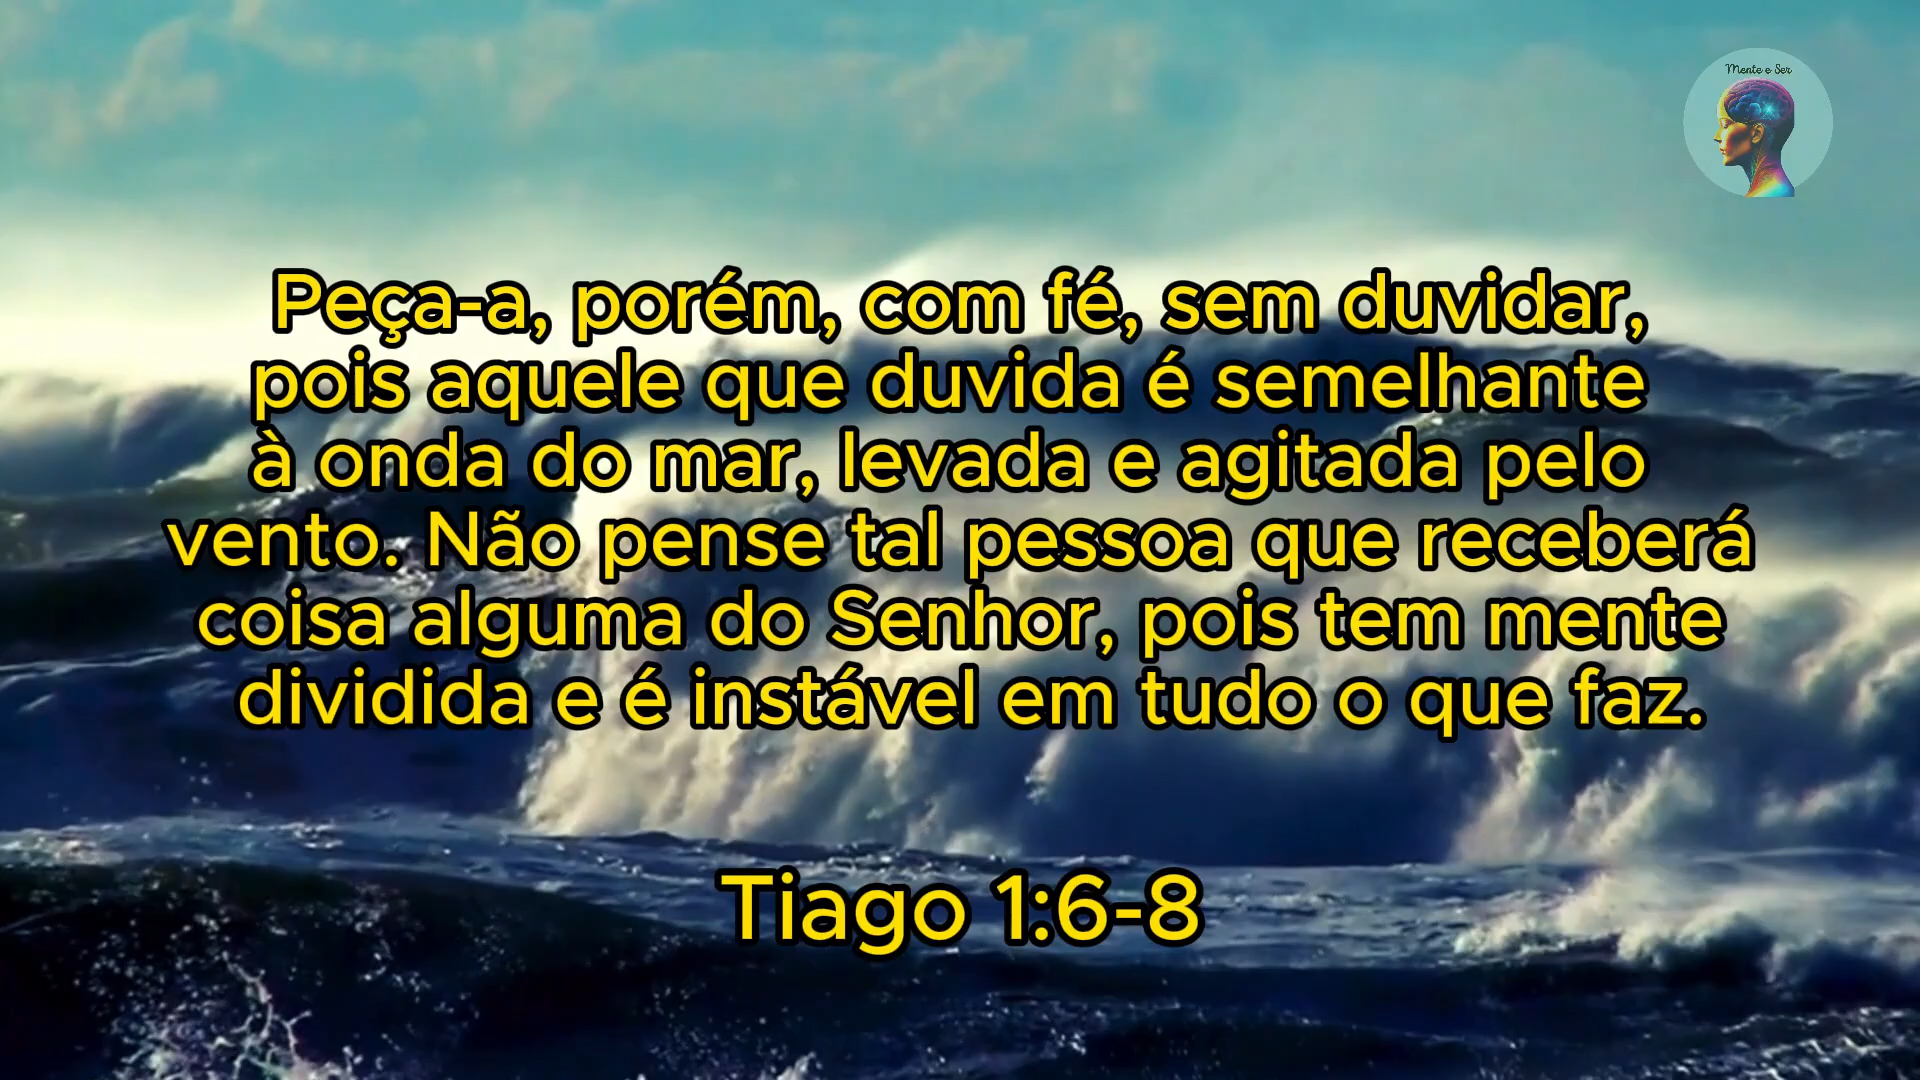 Mente e Ser
Peça-a, porém, com fé, sem duvidar,
pois aquele que duvida é semelhante
à onda do mar, levada e agitada pelo
vento. Não pense tal pessoa que receberá
coisa alguma do Senhor, pois tem mente
dividida e é instável em tudo o que faz.
Tiago 1:6-8